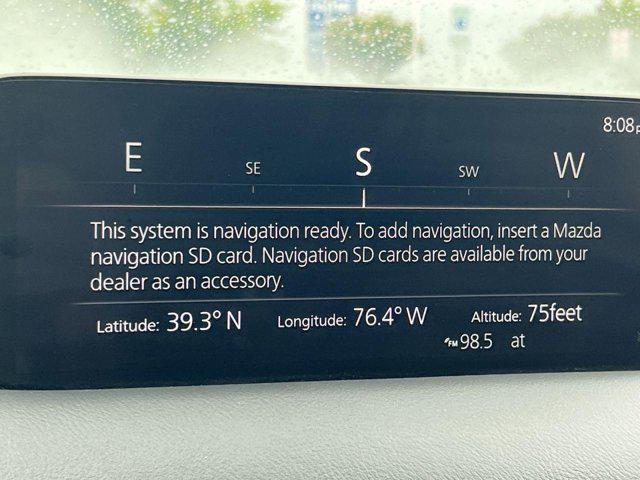 8:08
E SE S SW W
This system is navigation ready. To add navigation, insert a Mazda
navigation SD card. Navigation SD cards are available from your
dealer as an accessory.
Latitude: 39.3° N Longitude: 76.4° W Altitude: 75feet
FM 98.5 at